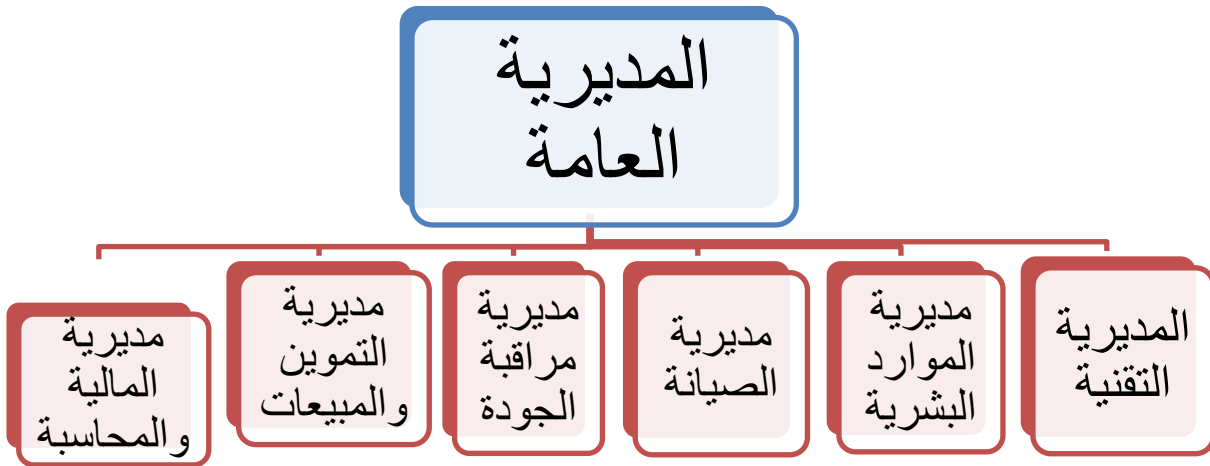 المديرية
العامة
المديرية
التقنية
مديرية
الموارد
البشرية
مديرية
الصيانة
مديرية
مراقبة
الجودة
مديرية
التموين
والمبيعات
مديرية
المالية
والمحاسبة